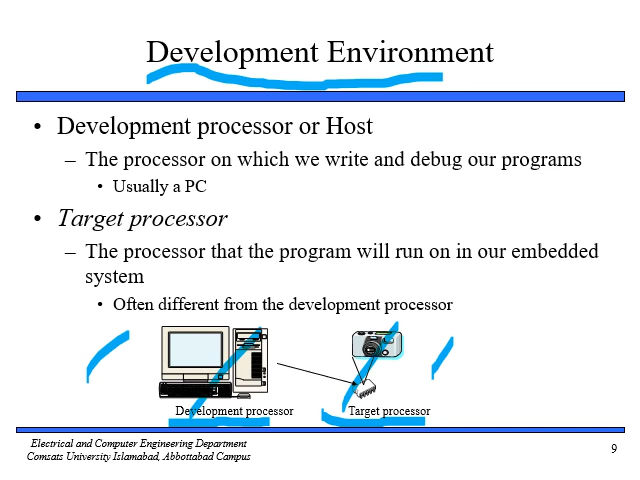 Development Environment
• Development processor or Host
– The processor on which we write and debug our programs
• Usually a PC
• Target processor
– The processor that the program will run on in our embedded
system
• Often different from the development processor
Development processor
Target processor
Electrical and Computer Engineering Department
Comsats University Islamabad, Abbottabad Campus
9